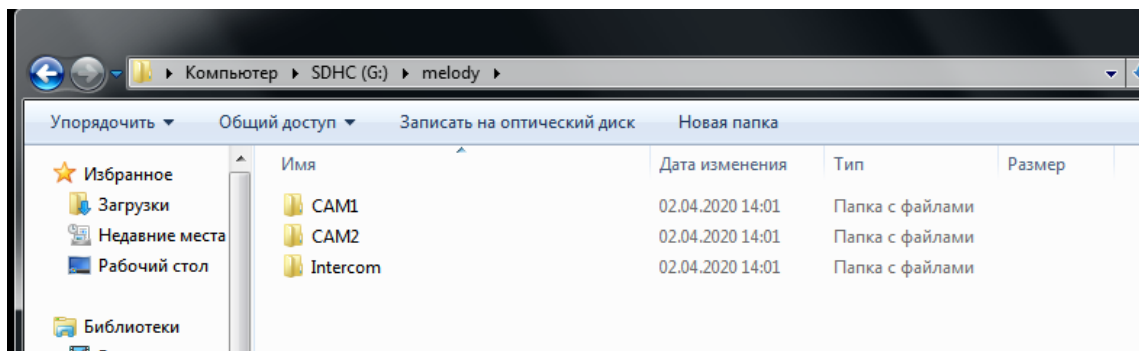 Компьютер SDHC (G:) melody
Упорядочить Общий доступ Записать на оптический диск Новая папка
Избранное
Загрузки
Недавние места
Рабочий стол
Библиотеки
Имя Дата изменения Тип Размер
CAM1 02.04.2020 14:01 Папка с файлами
CAM2 02.04.2020 14:01 Папка с файлами
Intercom 02.04.2020 14:01 Папка с файлами